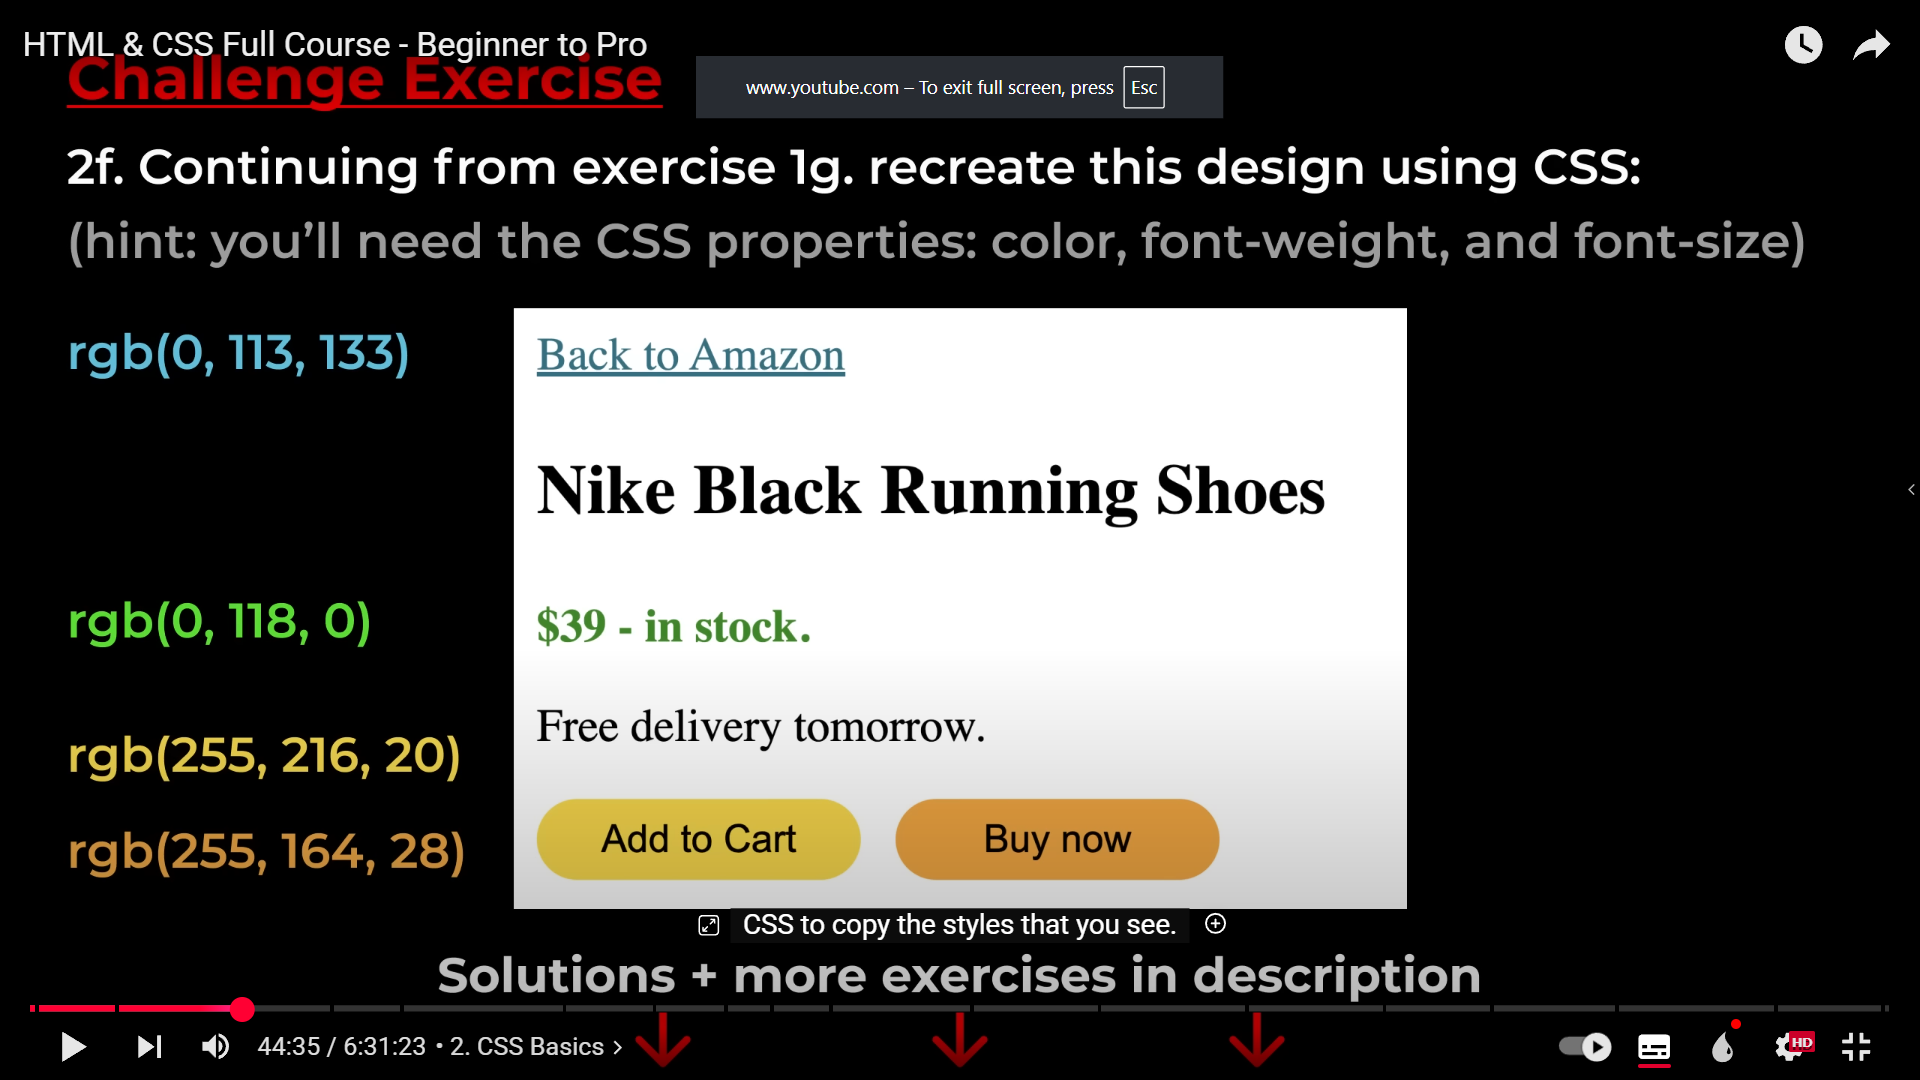 HTML & CSS Full Course - Beginner to Pro
Challenge Exercise
www.youtube.com – To exit full screen, press Esc
2f. Continuing from exercise 1g. recreate this design using CSS:
(hint: you’ll need the CSS properties: color, font-weight, and font-size)
rgb(0, 113, 133)
Back to Amazon
Nike Black Running Shoes
rgb(0, 118, 0)
$39 - in stock.
Free delivery tomorrow.
rgb(255, 216, 20)
rgb(255, 164, 28)
Add to Cart
Buy now
CSS to copy the styles that you see.
Solutions + more exercises in description
44:35 / 6:31:23 • 2. CSS Basics >
HD